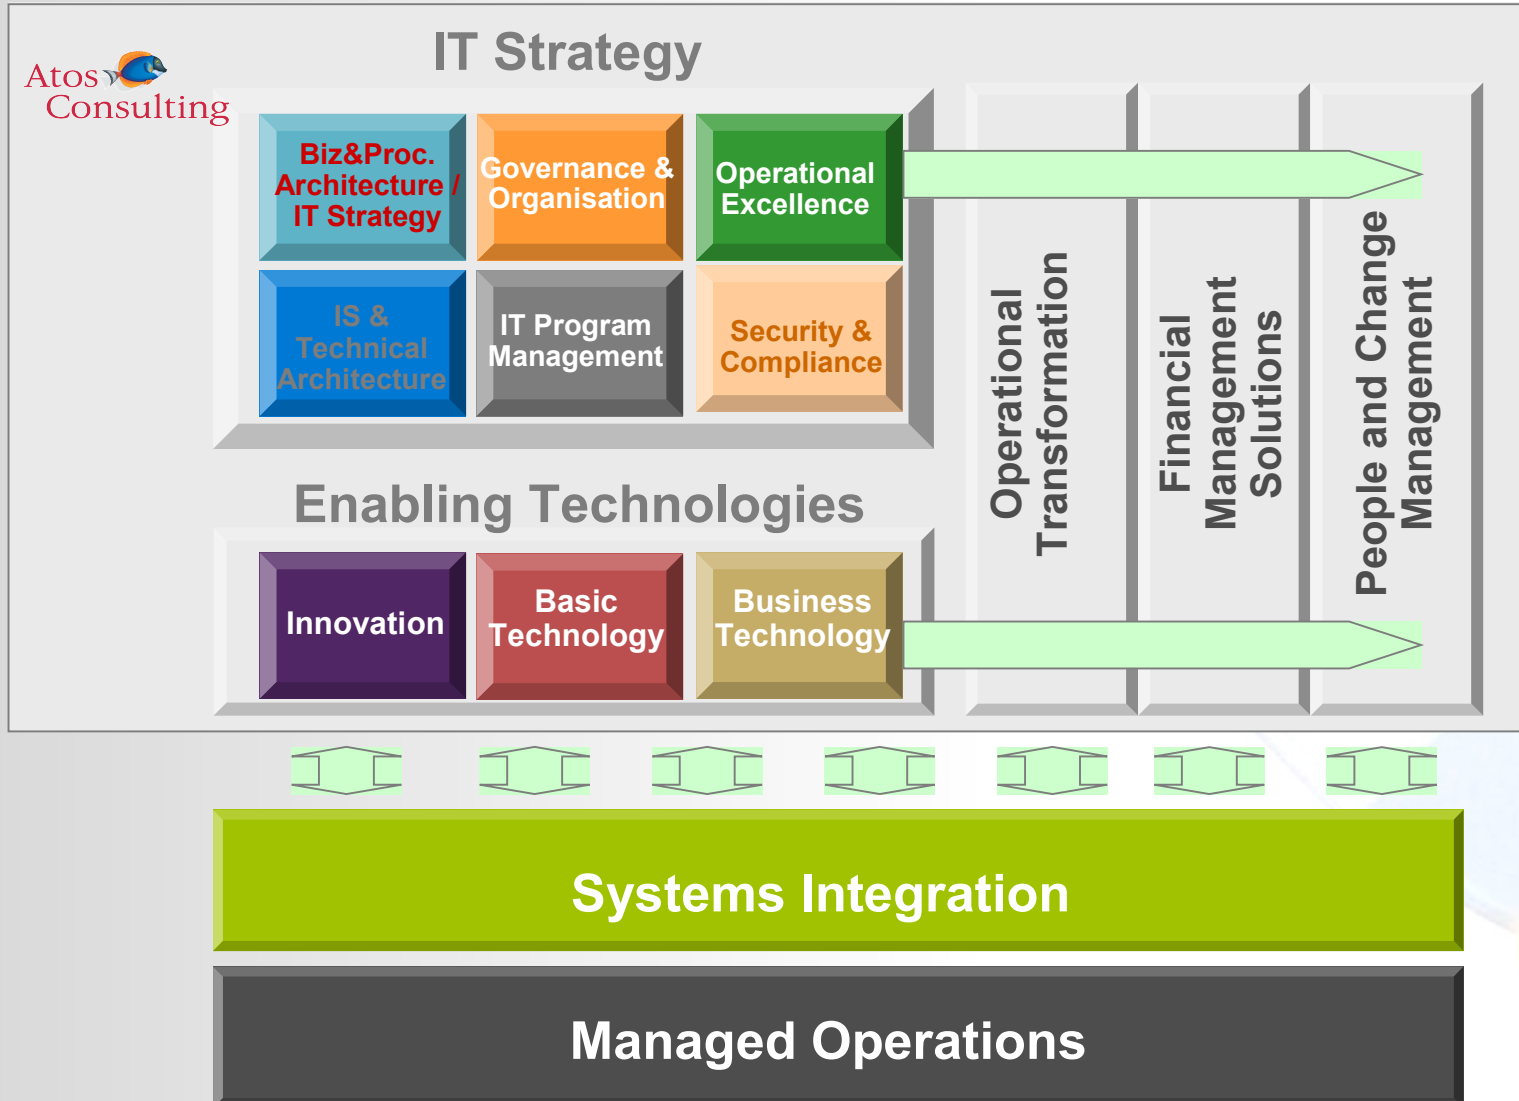 Atos
Consulting
IT Strategy
Biz&Proc.
Architecture /
IT Strategy
Governance &
Organisation
Operational
Excellence
IS &
Technical
Architecture
IT Program
Management
Security &
Compliance
Operational
Transformation
Financial
Management
Solutions
People and Change
Management
Enabling Technologies
Innovation
Basic
Technology
Business
Technology
Systems Integration
Managed Operations